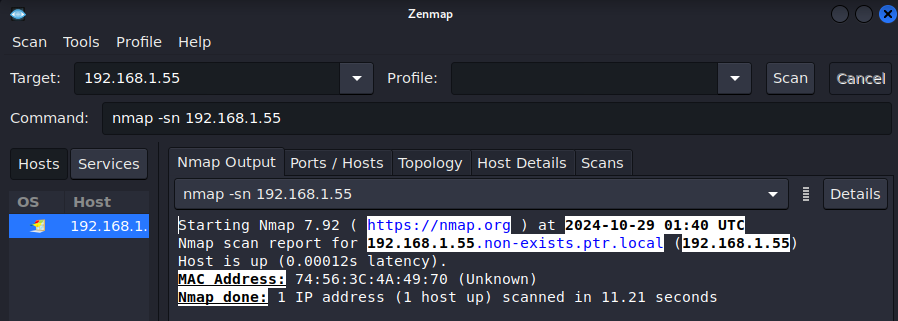 Zenmap
Scan Tools Profile Help
Target: 192.168.1.55 Profile: Scan Cancel
Command: nmap -sn 192.168.1.55
Hosts Services
Nmap Output Ports / Hosts Topology Host Details Scans
nmap -sn 192.168.1.55 Details
OS Host
192.168.1.
Starting Nmap 7.92 ( https://nmap.org ) at 2024-10-29 01:40 UTC
Nmap scan report for 192.168.1.55.non-exists.ptr.local (192.168.1.55)
Host is up (0.00012s latency).
MAC Address: 74:56:3C:4A:49:70 (Unknown)
Nmap done: 1 IP address (1 host up) scanned in 11.21 seconds